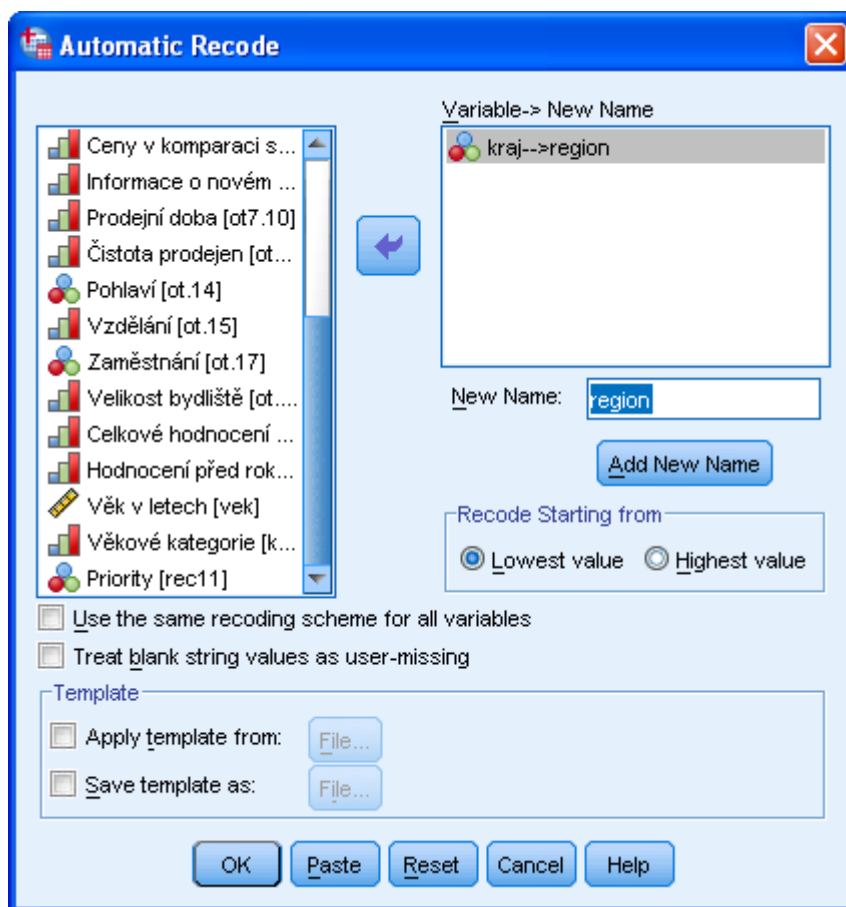 Automatic Recode
Ceny v komparaci s...
Informace o novém ...
Prodejní doba [ot7.10]
Čistota prodejen [ot...
Pohlaví [ot.14]
Vzdělání [ot.15]
Zaměstnání [ot.17]
Velikost bydliště [ot....
Celkové hodnocení ...
Hodnocení před rok...
Věk v letech [vek]
Věkové kategorie [k...
Priority [rec11]
Variable-> New Name
kraj-->region
New Name: region
Add New Name
Recode Starting from
Lowest value Highest value
Use the same recoding scheme for all variables
Treat blank string values as user-missing
Template
Apply template from: File...
Save template as: File...
OK Paste Reset Cancel Help